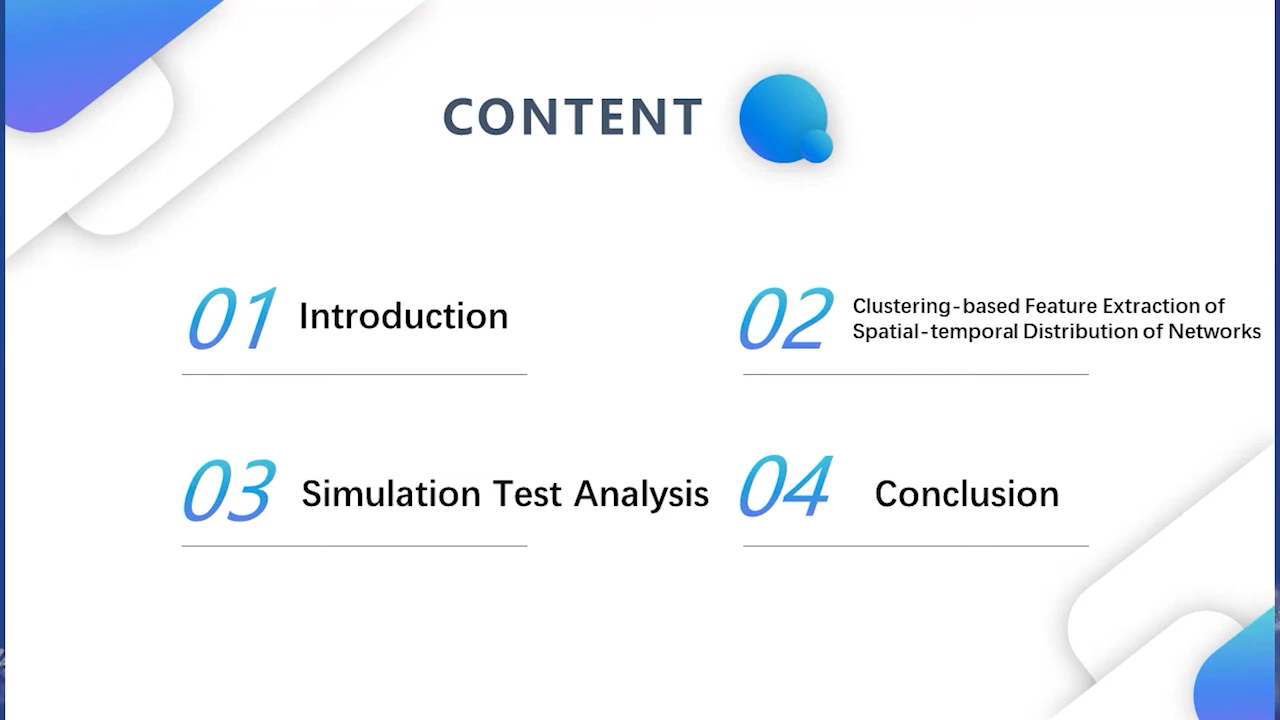 CONTENT
01 Introduction
02 Clustering-based Feature Extraction of
Spatial-temporal Distribution of Networks
03 Simulation Test Analysis
04 Conclusion